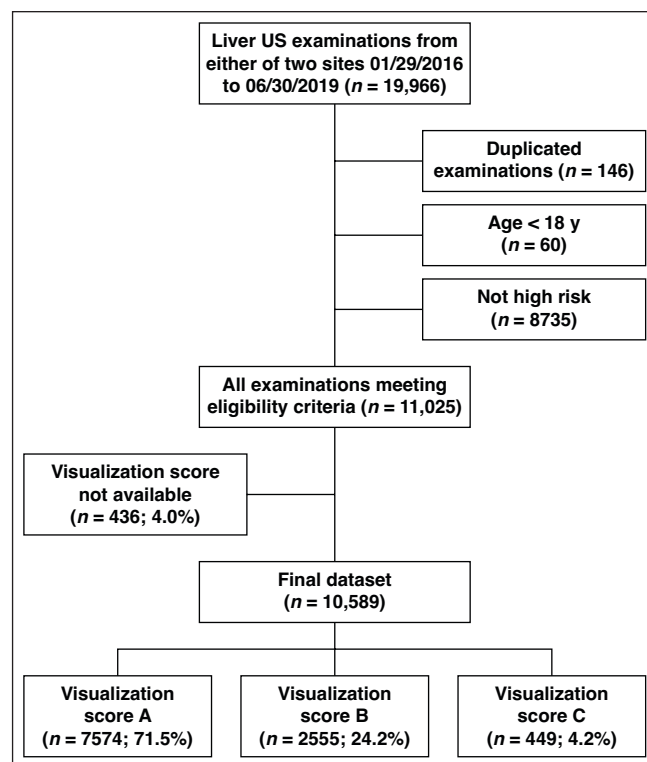 Liver US examinations from
either of two sites 01/29/2016
to 06/30/2019 (n = 19,966)
Duplicated
examinations (n = 146)
Age < 18 y
(n = 60)
Not high risk
(n = 8735)
All examinations meeting
eligibility criteria (n = 11,025)
Visualization score
not available
(n = 436; 4.0%)
Final dataset
(n = 10,589)
Visualization
score A
(n = 7574; 71.5%)
Visualization
score B
(n = 2555; 24.2%)
Visualization
score C
(n = 449; 4.2%)